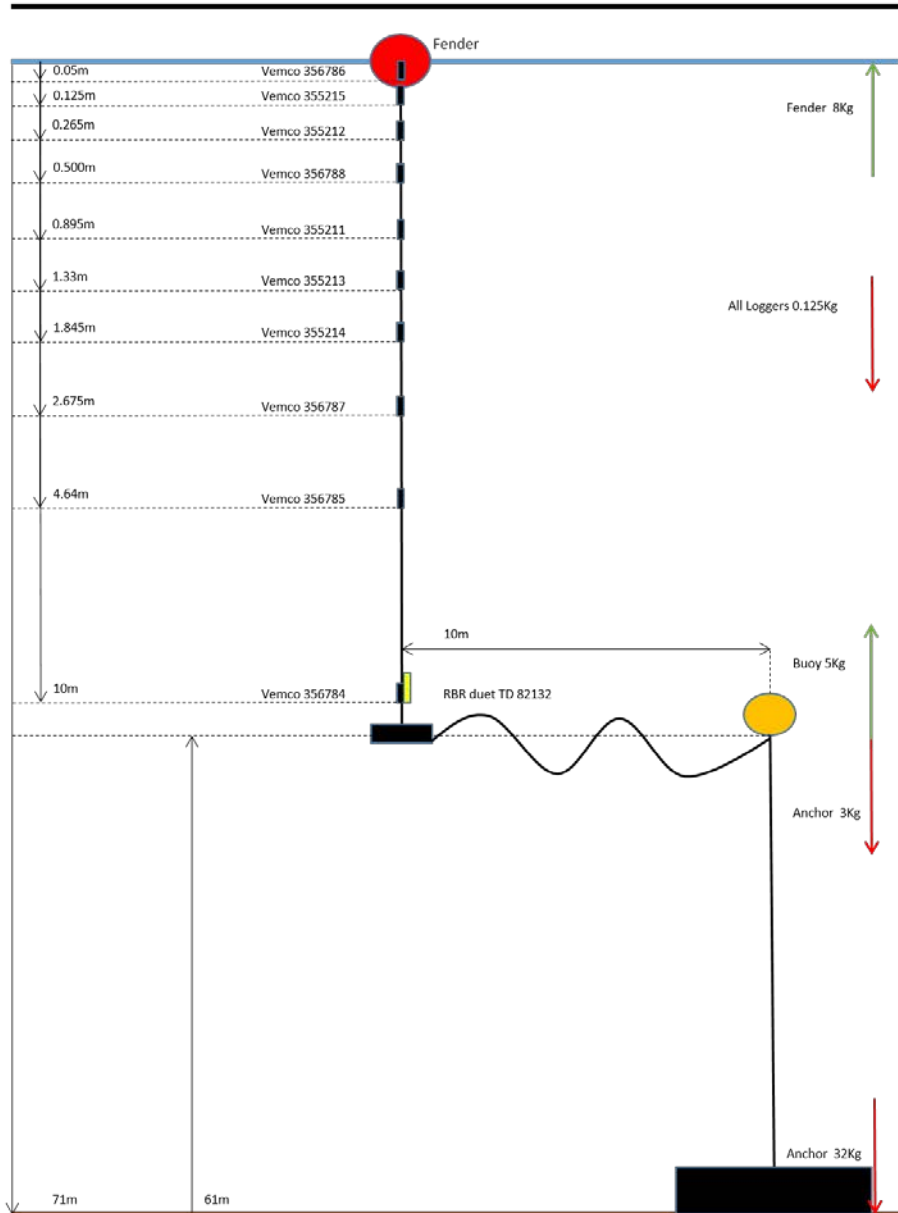 Fender
0.05m
Vemco 356786
0.125m
Vemco 355215
0.265m
Vemco 355212
Fender 8Kg
0.500m
Vemco 356788
0.895m
Vemco 355211
1.33m
Vemco 355213
All Loggers 0.125Kg
1.845m
Vemco 355214
2.675m
Vemco 356787
4.64m
Vemco 356785
10m
Buoy 5Kg
10m
Vemco 356784
RBR duet TD 82132
Anchor 3Kg
Anchor 32Kg
71m
61m